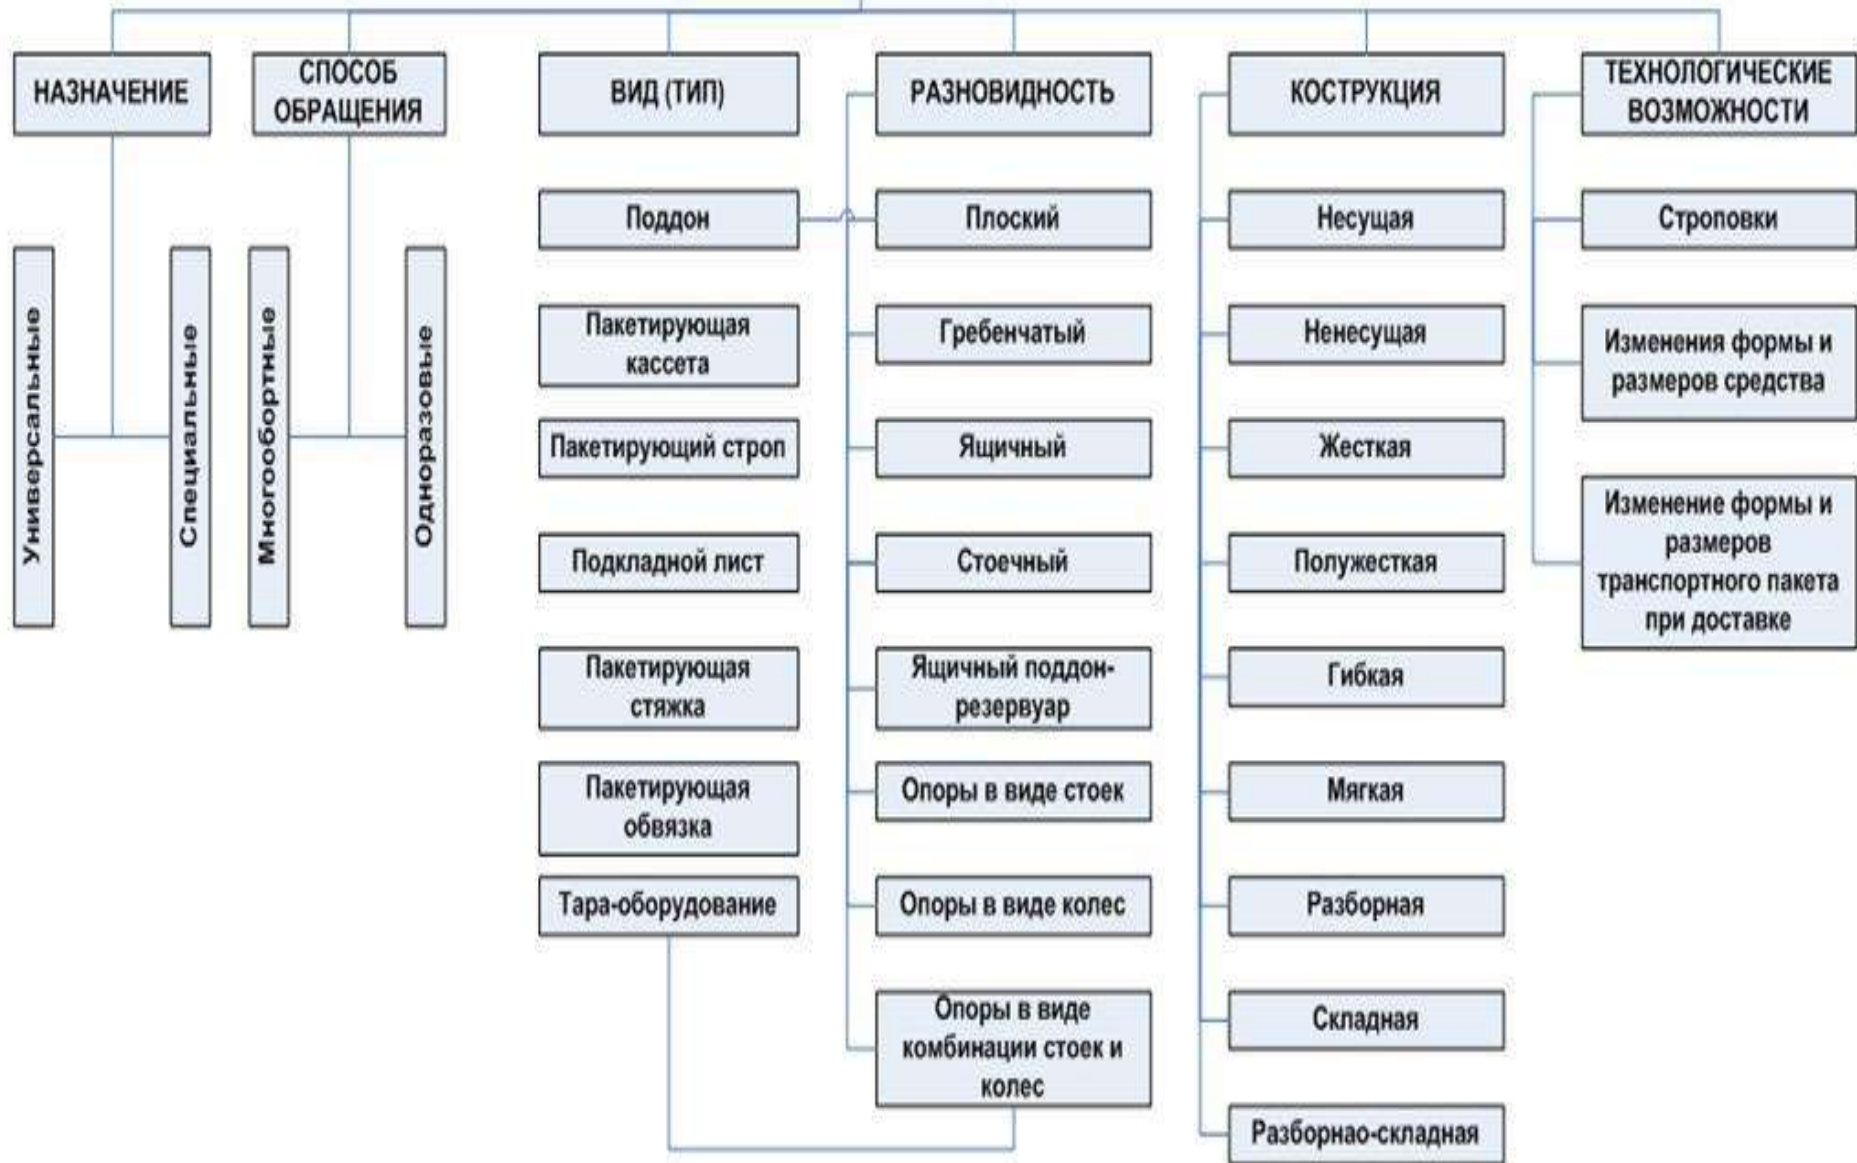 НАЗНАЧЕНИЕ
Универсальные
Специальные
СПОСОБ
ОБРАЩЕНИЯ
Многообортные
Одноразовые
ВИД (ТИП)
Поддон
Пакетирующая
кассета
Пакетирующий строп
Подкладной лист
Пакетирующая
стяжка
Пакетирующая
обвязка
Тара-оборудование
РАЗНОВИДНОСТЬ
Плоский
Гребенчатый
Ящичный
Стоечный
Ящичный поддон-
резервуар
Опоры в виде стоек
Опоры в виде колес
Опоры в виде
комбинации стоек и
колес
КОСТРУКЦИЯ
Несущая
Ненесущая
Жесткая
Полужесткая
Гибкая
Мягкая
Разборная
Складная
Разборнао-складная
ТЕХНОЛОГИЧЕСКИЕ
ВОЗМОЖНОСТИ
Строповки
Изменения формы и
размеров средства
Изменение формы и
размеров
транспортного пакета
при доставке